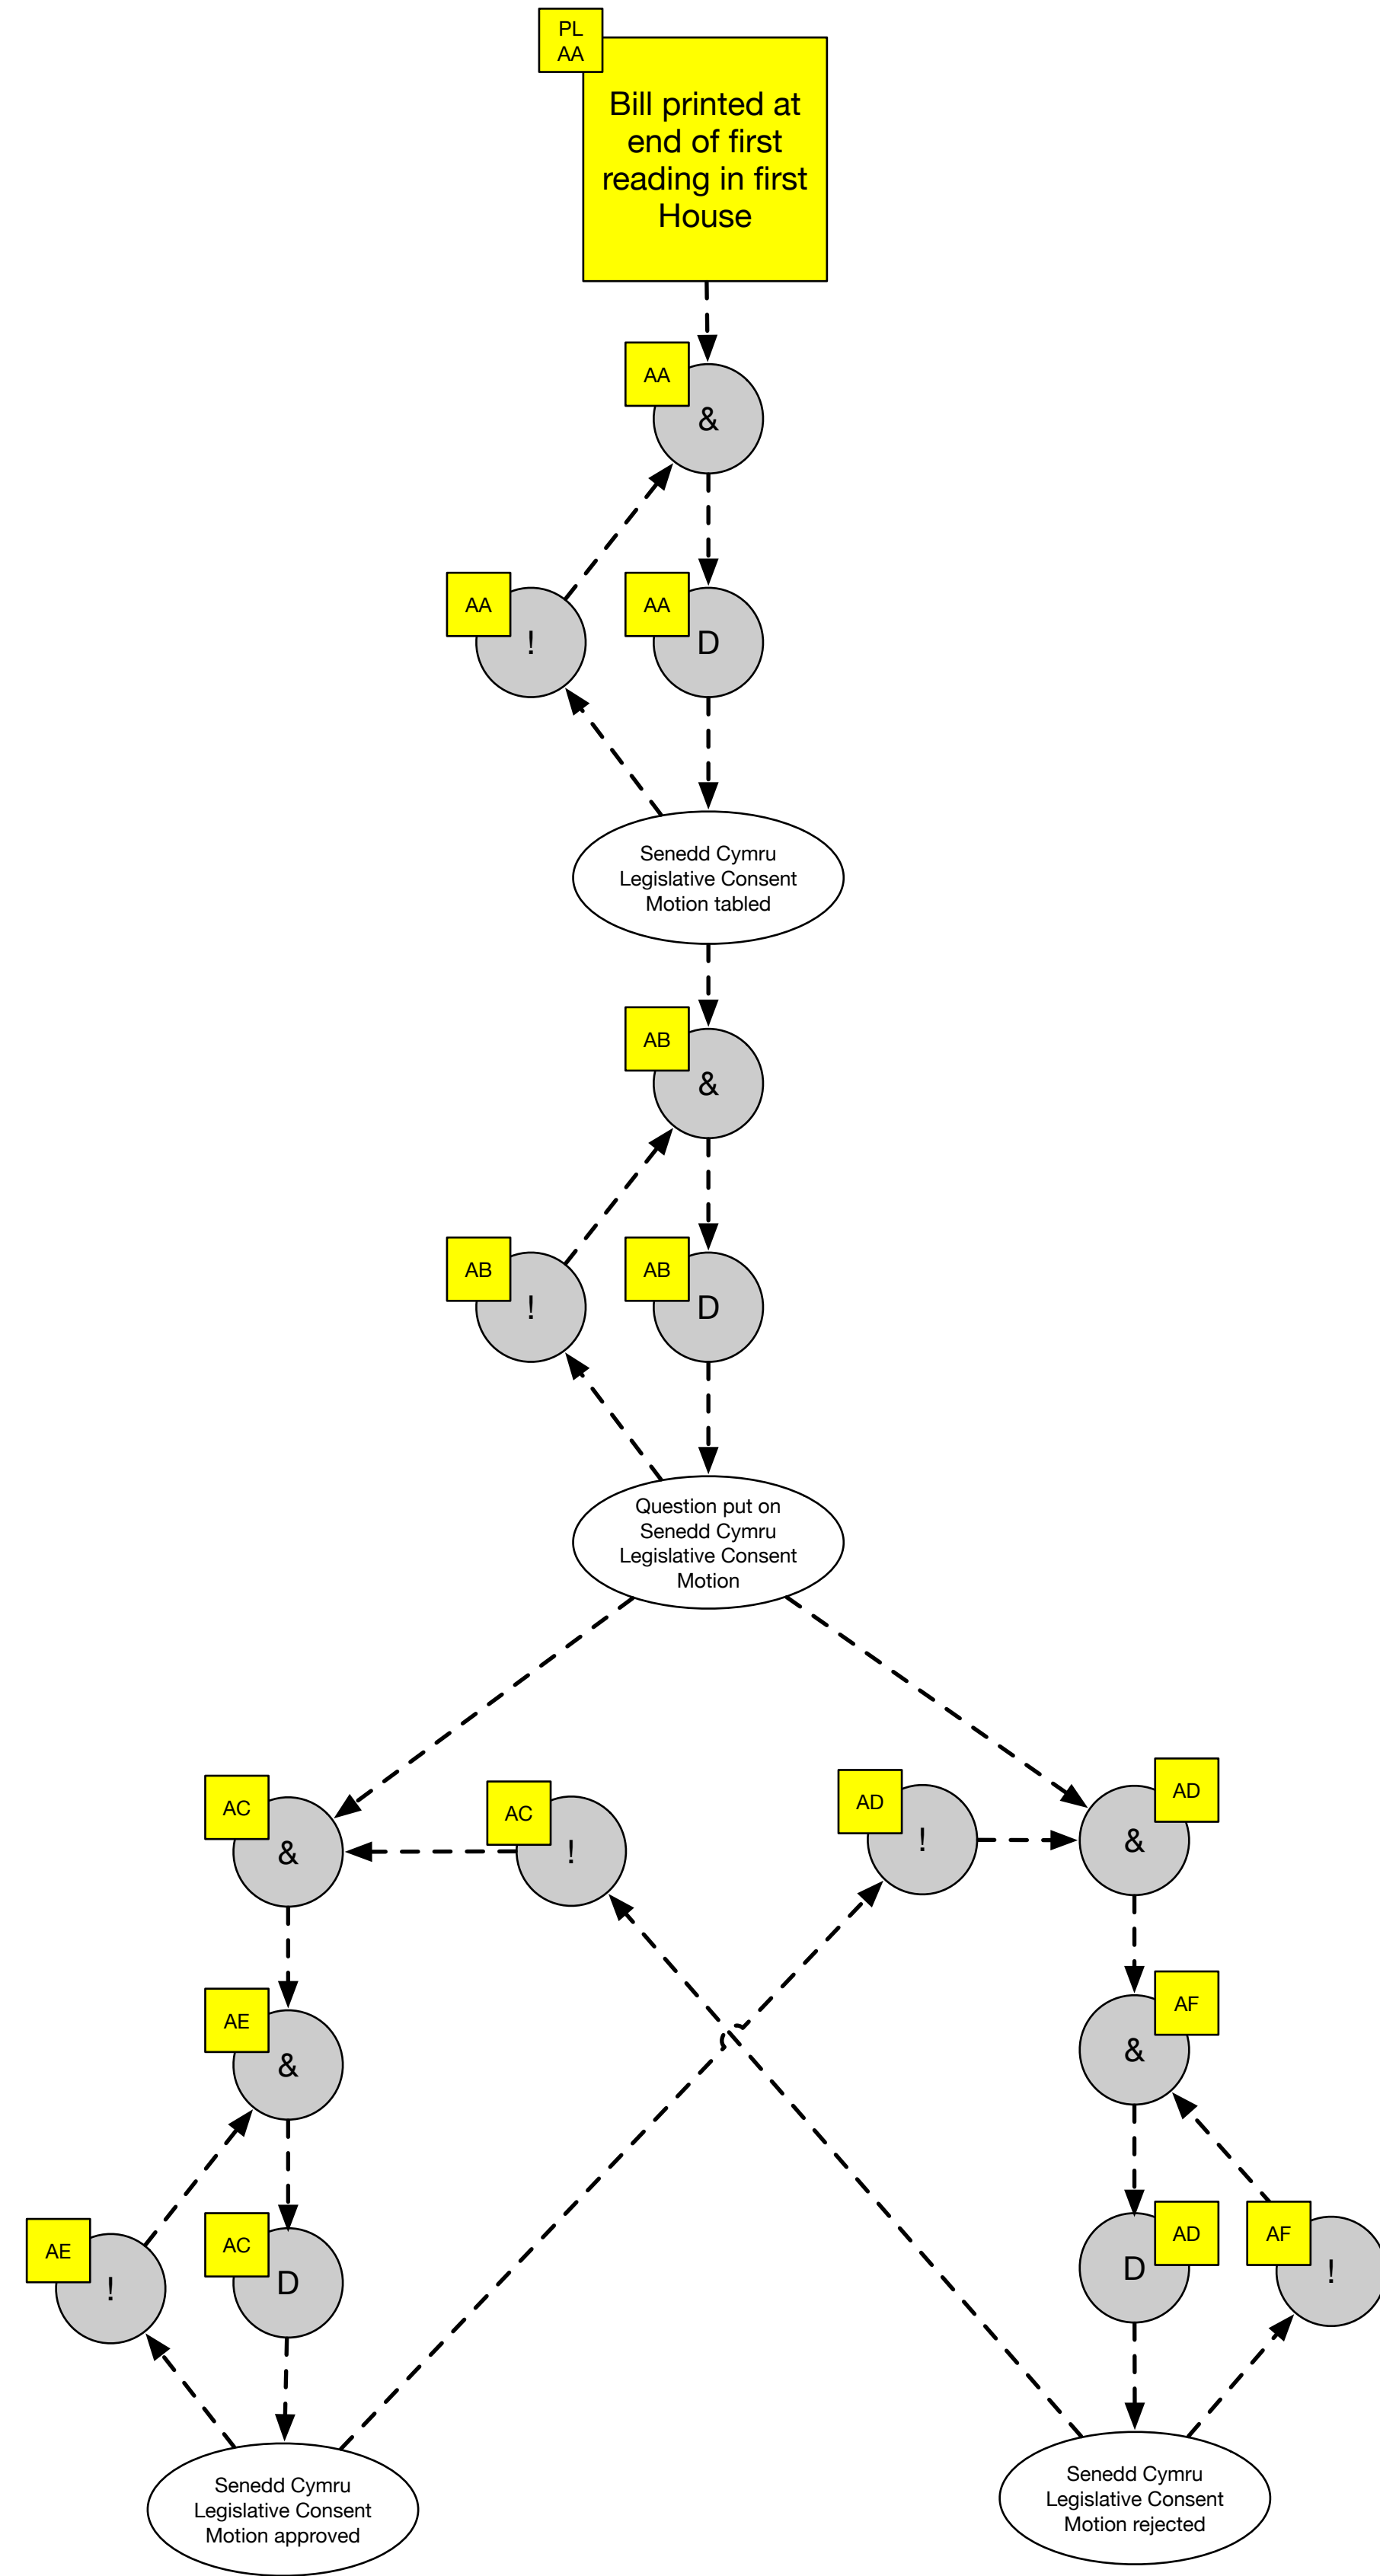 PL
AA
Bill printed at
end of first
reading in first
House
AA
&
AA
!
AA
D
Senedd Cymru
Legislative Consent
Motion tabled
AB
&
AB
!
AB
D
Question put on
Senedd Cymru
Legislative Consent
Motion
AC
&
AC
!
AD
!
AD
&
AE
&
AF
&
AE
!
AC
D
AD
D
AF
!
Senedd Cymru
Legislative Consent
Motion approved
Senedd Cymru
Legislative Consent
Motion rejected